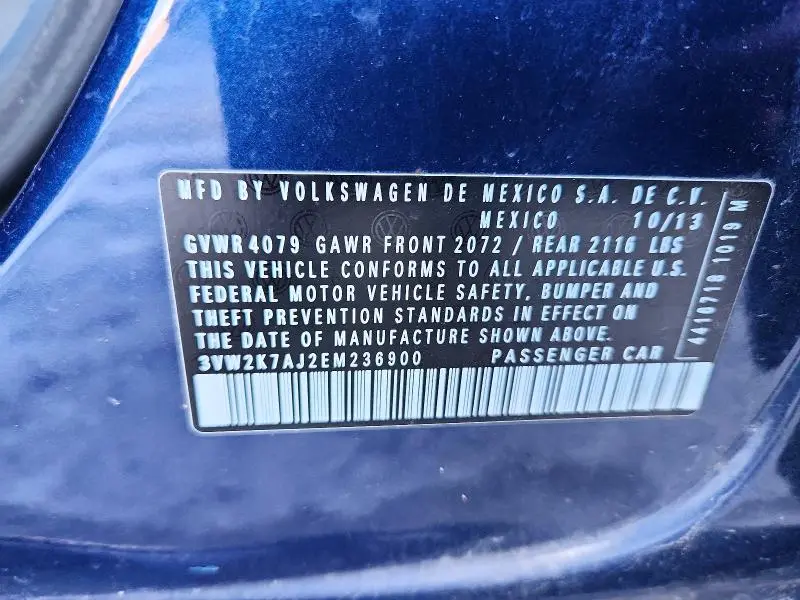 MFD BY VOLKSWAGEN DE MEXICO S.A. DE C.V.
MEXICO 10/13
GVWR 4079 GAWR FRONT 2072 / REAR 2116 LBS
THIS VEHICLE CONFORMS TO ALL APPLICABLE U.S.
FEDERAL MOTOR VEHICLE SAFETY, BUMPER AND
THEFT PREVENTION STANDARDS IN EFFECT ON
THE DATE OF MANUFACTURE SHOWN ABOVE.
3VW2K7AJ2EM236900 PASSENGER CAR
4410718 1019 M